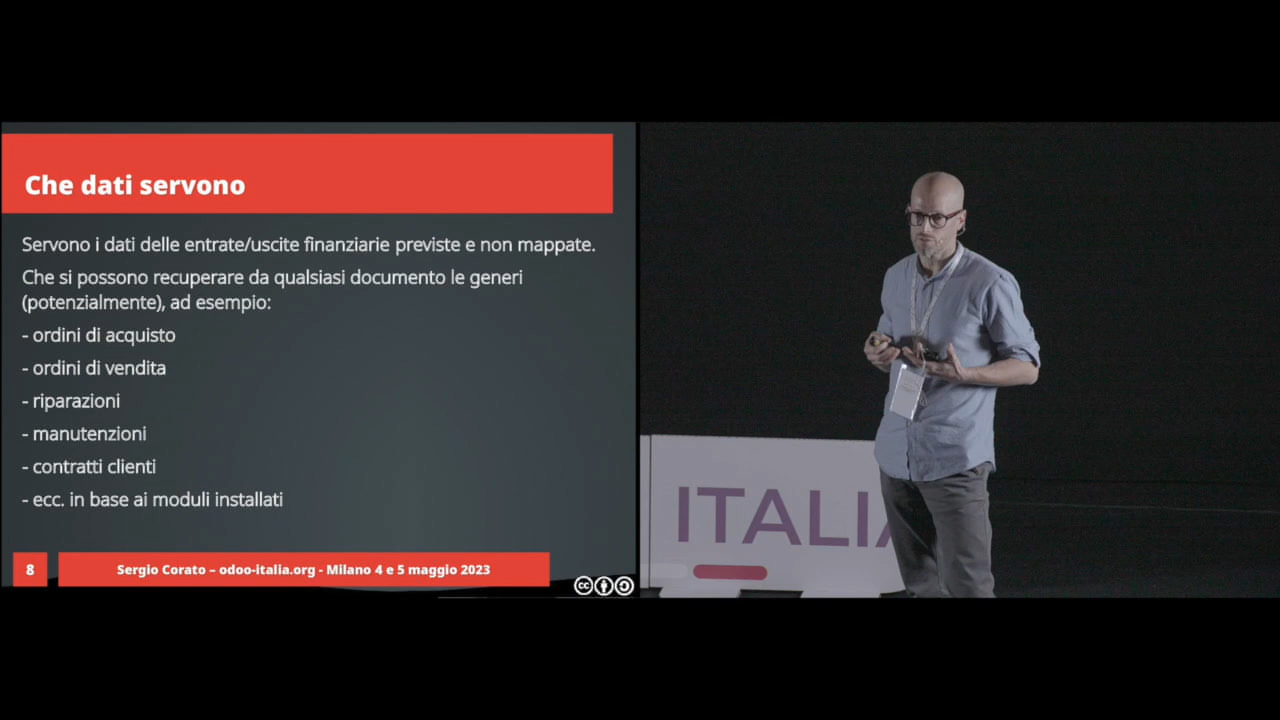 Che dati servono
Servono i dati delle entrate/uscite finanziarie previste e non mappate.
Che si possono recuperare da qualsiasi documento le generi
(potenzialmente), ad esempio:
- ordini di acquisto
- ordini di vendita
- riparazioni
- manutenzioni
- contratti clienti
- ecc. in base ai moduli installati
8
Sergio Corato – odoo-italia.org - Milano 4 e 5 maggio 2023
cc
ITALIA